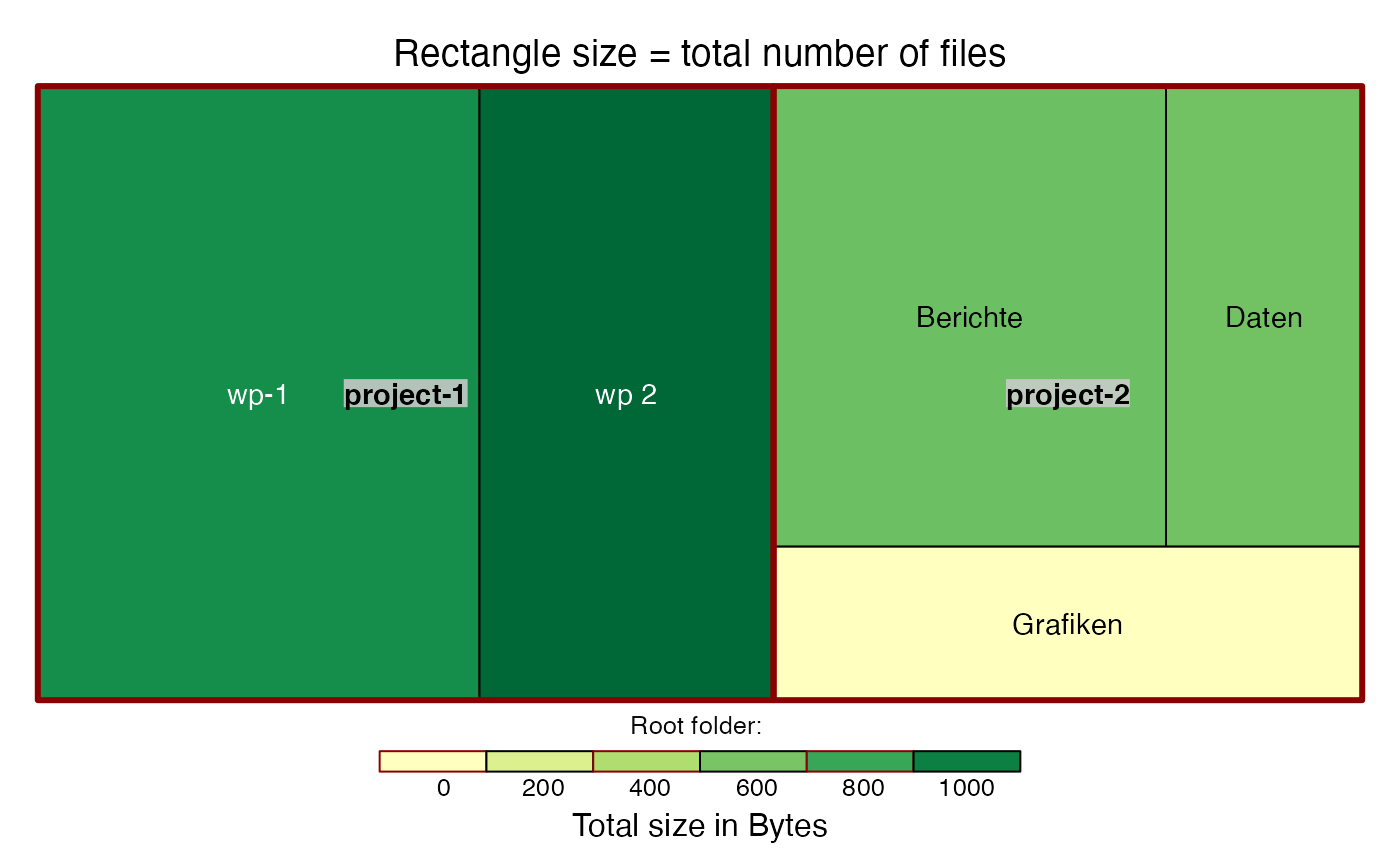 Rectangle size = total number of files
Berichte
Daten
wp-1
project-1
wp 2
project-2
Grafiken
Root folder:
0 200 400 600 800 1000
Total size in Bytes